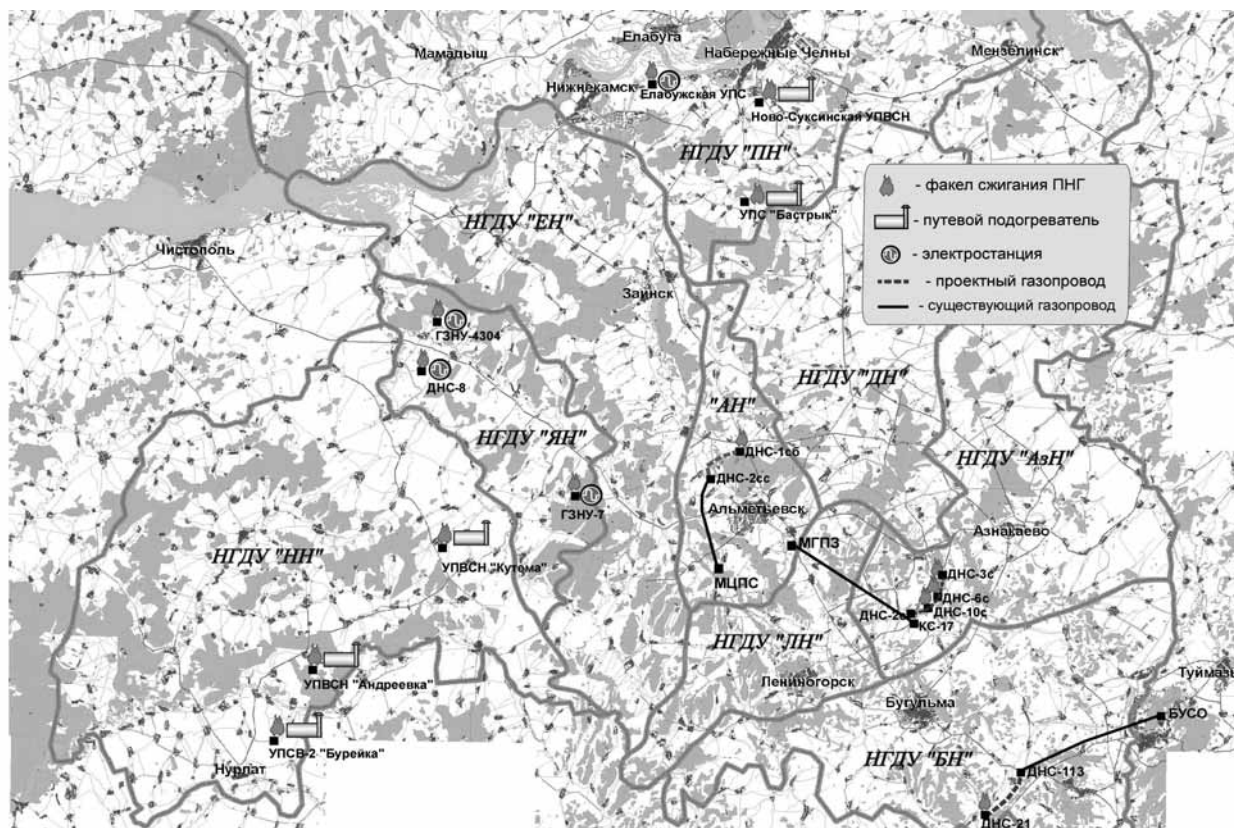 Елабуга
Набережные Челны
Мамадыш
Мензелинск
Нижнекамск
Елабужская УПС
Ново-Суксинская УПВСН
НГДУ "ПН"
- факел сжигания ПНГ
УПС "Бастрык"
- путевой подогреватель
НГДУ "ЕН"
Чистополь
- электростанция
- проектный газопровод
Заинск
- существующий газопровод
ГЗНУ-4304
НГДУ "ДН"
ДНС-8
"АН"
НГДУ "ЯН"
ДНС-1сб
НГДУ "АзН"
ДНС-2сс
ГЗНУ-7
Альметьевск
Азнакаево
МГПЗ
НГДУ "НН"
УПВСН "Кутема"
МЦПС
ДНС-3с
ДНС-6с
ДНС-10с
ДНС-2с
КС-17
НГДУ "ЛН"
Лениногорск
Туймазы
УПВСН "Андреевка"
Бугульма
БУСО
УПСВ-2 "Бурейка"
НГДУ "БН"
Нурлат
ДНС-113
ДНС-21